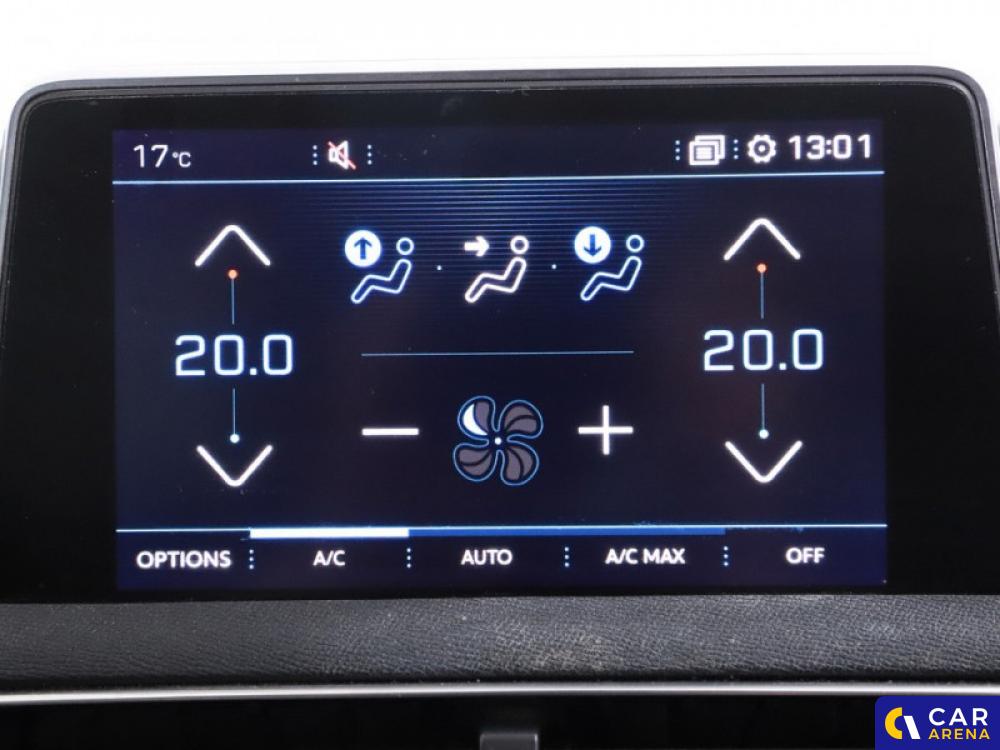 17°C
13:01
20.0
20.0
OPTIONS
A/C
AUTO
A/C MAX
OFF
CAR
ARENA